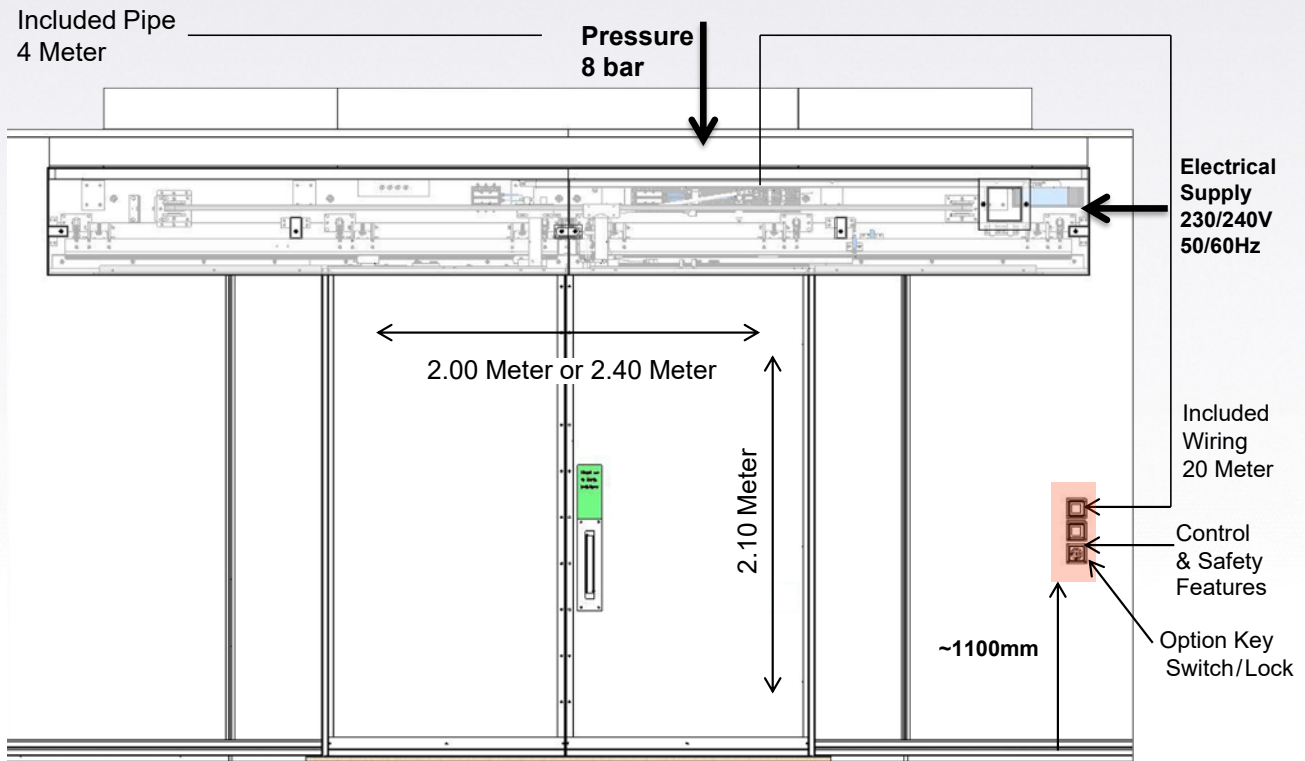 Included Pipe
4 Meter
Pressure
8 bar
Electrical
Supply
230/240V
50/60Hz
2.00 Meter or 2.40 Meter
2.10 Meter
Included
Wiring
20 Meter
Control
& Safety
Features
~1100mm
Option Key
Switch/Lock